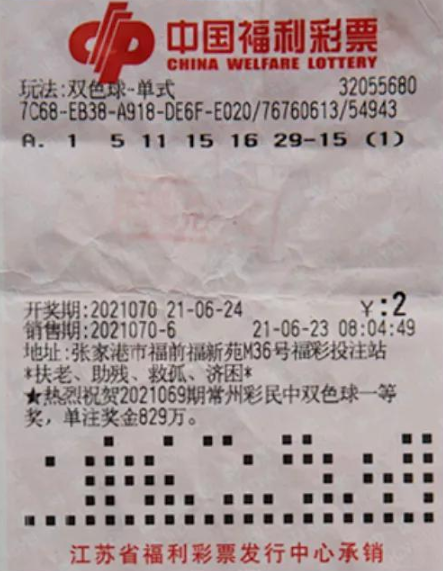 中国福利彩票
CHINA WELFARE LOTTERY
玩法:双色球-单式 32055680
7C68-EB38-A918-DE6F-E020/76760613/54943
A. 1 5 11 15 16 29-15 (1)
开奖期:2021070 21-06-24 ¥:2
销售期:2021070-6 21-06-23 08:04:49
地址:张家港市福前福新苑M36号福彩投注站
*扶老、助残、救孤、济困*
★热烈祝贺2021069期常州彩民中双色球一等
奖，单注奖金829万。
江苏省福利彩票发行中心承销